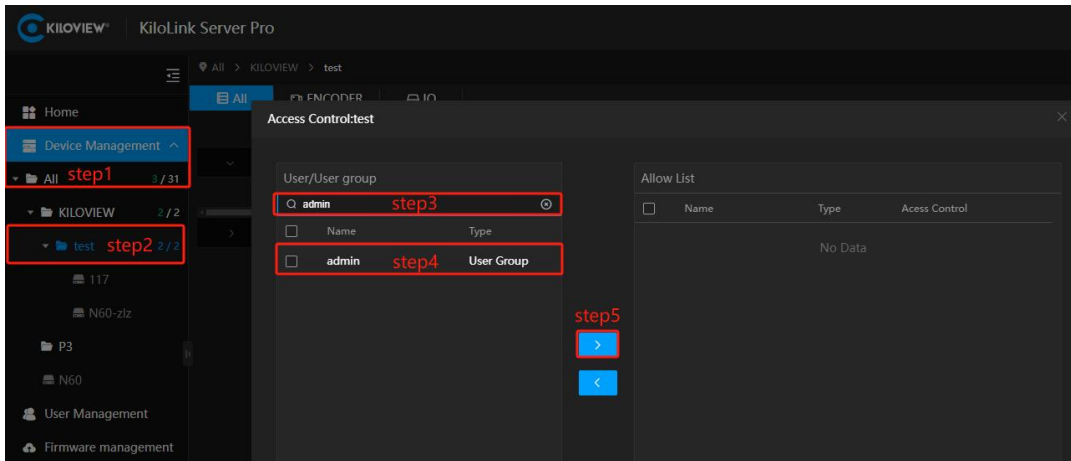 KILOVIEW® KiloLink Server Pro
All > KILOVIEW > test
All ENCODER IO
Home
Access Control:test
Device Management
All step1 3 / 31
User/User group
Allow List
admin step3
Name Type
Name Type Acess Control
KILOVIEW 2 / 2
test step2 2 / 2
admin step4 User Group
No Data
117
N60-zlz
step5
>
<
P3
N60
User Management
Firmware management